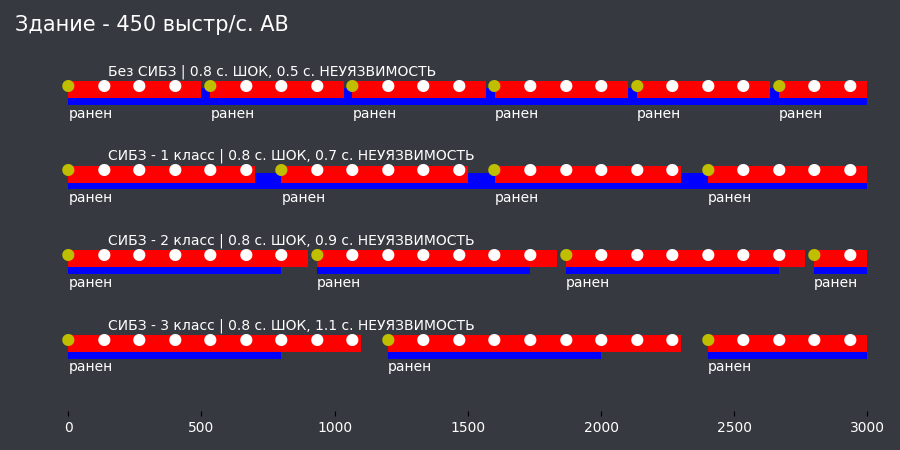 Здание - 450 выстр/с. АВ
Без СИБЗ | 0.8 с. ШОК, 0.5 с. НЕУЯЗВИМОСТЬ
ранен ранен ранен ранен ранен ранен
СИБЗ - 1 класс | 0.8 с. ШОК, 0.7 с. НЕУЯЗВИМОСТЬ
ранен ранен ранен ранен
СИБЗ - 2 класс | 0.8 с. ШОК, 0.9 с. НЕУЯЗВИМОСТЬ
ранен ранен ранен ранен
СИБЗ - 3 класс | 0.8 с. ШОК, 1.1 с. НЕУЯЗВИМОСТЬ
ранен ранен ранен
0 500 1000 1500 2000 2500 3000